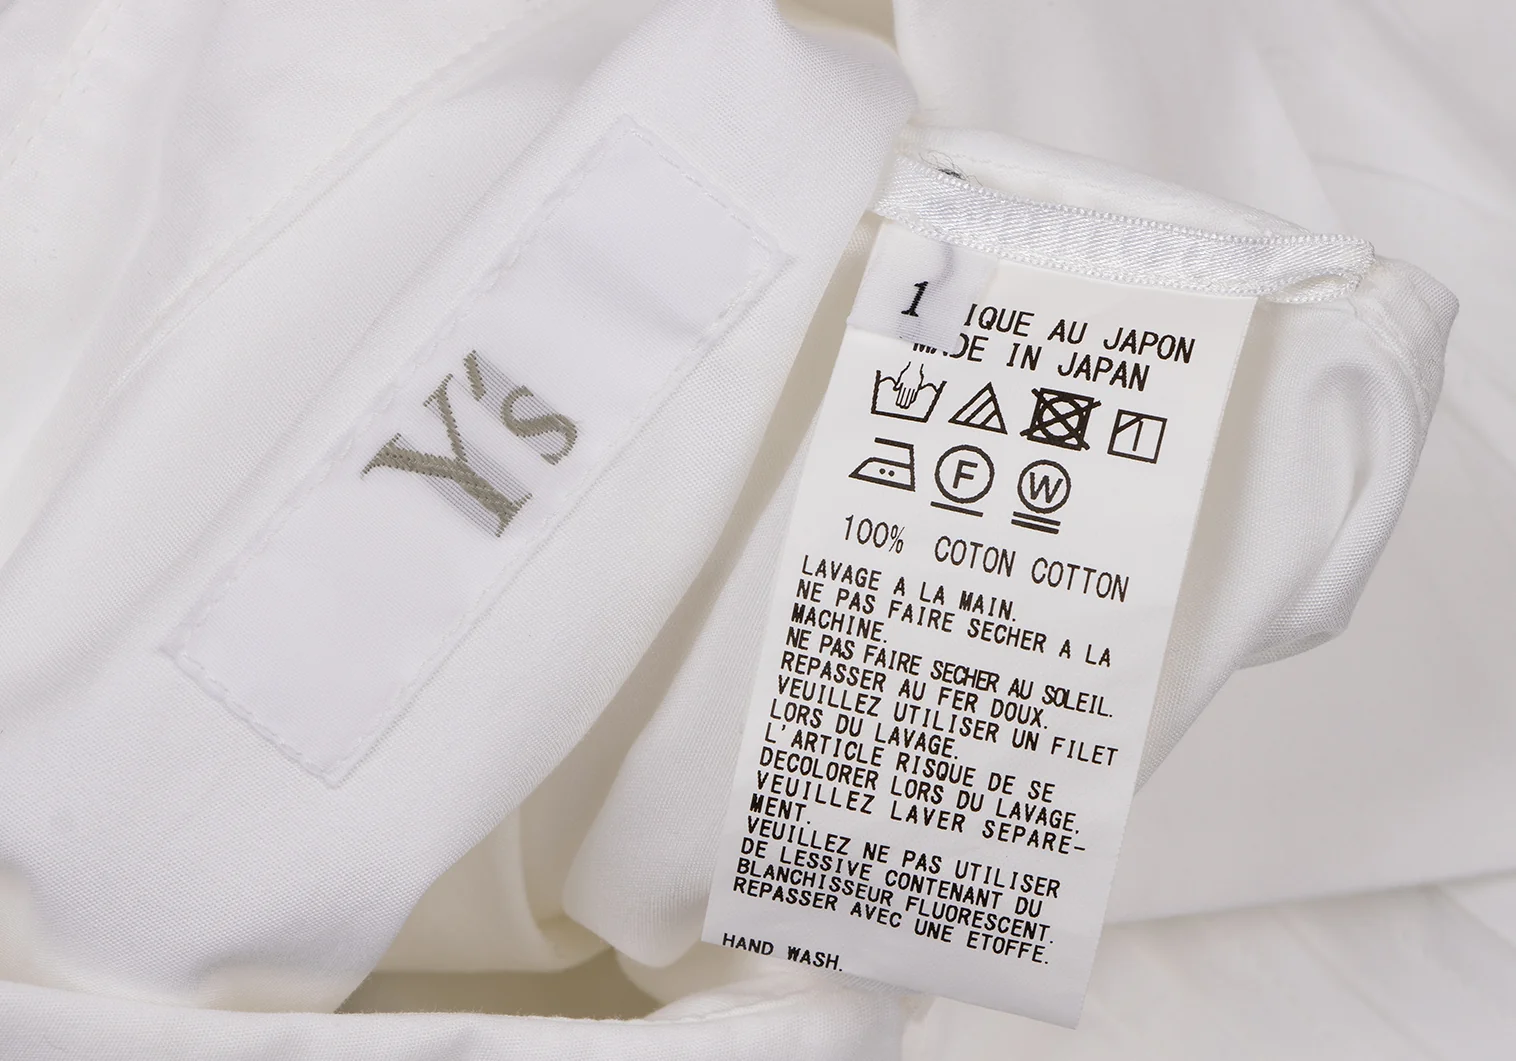 Y's
1
IQUE AU JAPON
MADE IN JAPAN
1
F W
100% COTON COTTON
LAVAGE A LA MAIN.
NE PAS FAIRE SECHER A LA
MACHINE.
NE PAS FAIRE SECHER AU SOLEIL.
REPASSER AU FER DOUX.
VEUILLEZ UTILISER UN FILET
LORS DU LAVAGE.
L'ARTICLE RISQUE DE SE
DECOLORER LORS DU LAVAGE.
VEUILLEZ LAVER SEPARE-
MENT.
VEUILLEZ NE PAS UTILISER
DE LESSIVE CONTENANT DU
BLANCHISSEUR FLUORESCENT.
REPASSER AVEC UNE ETOFFE.
HAND WASH.